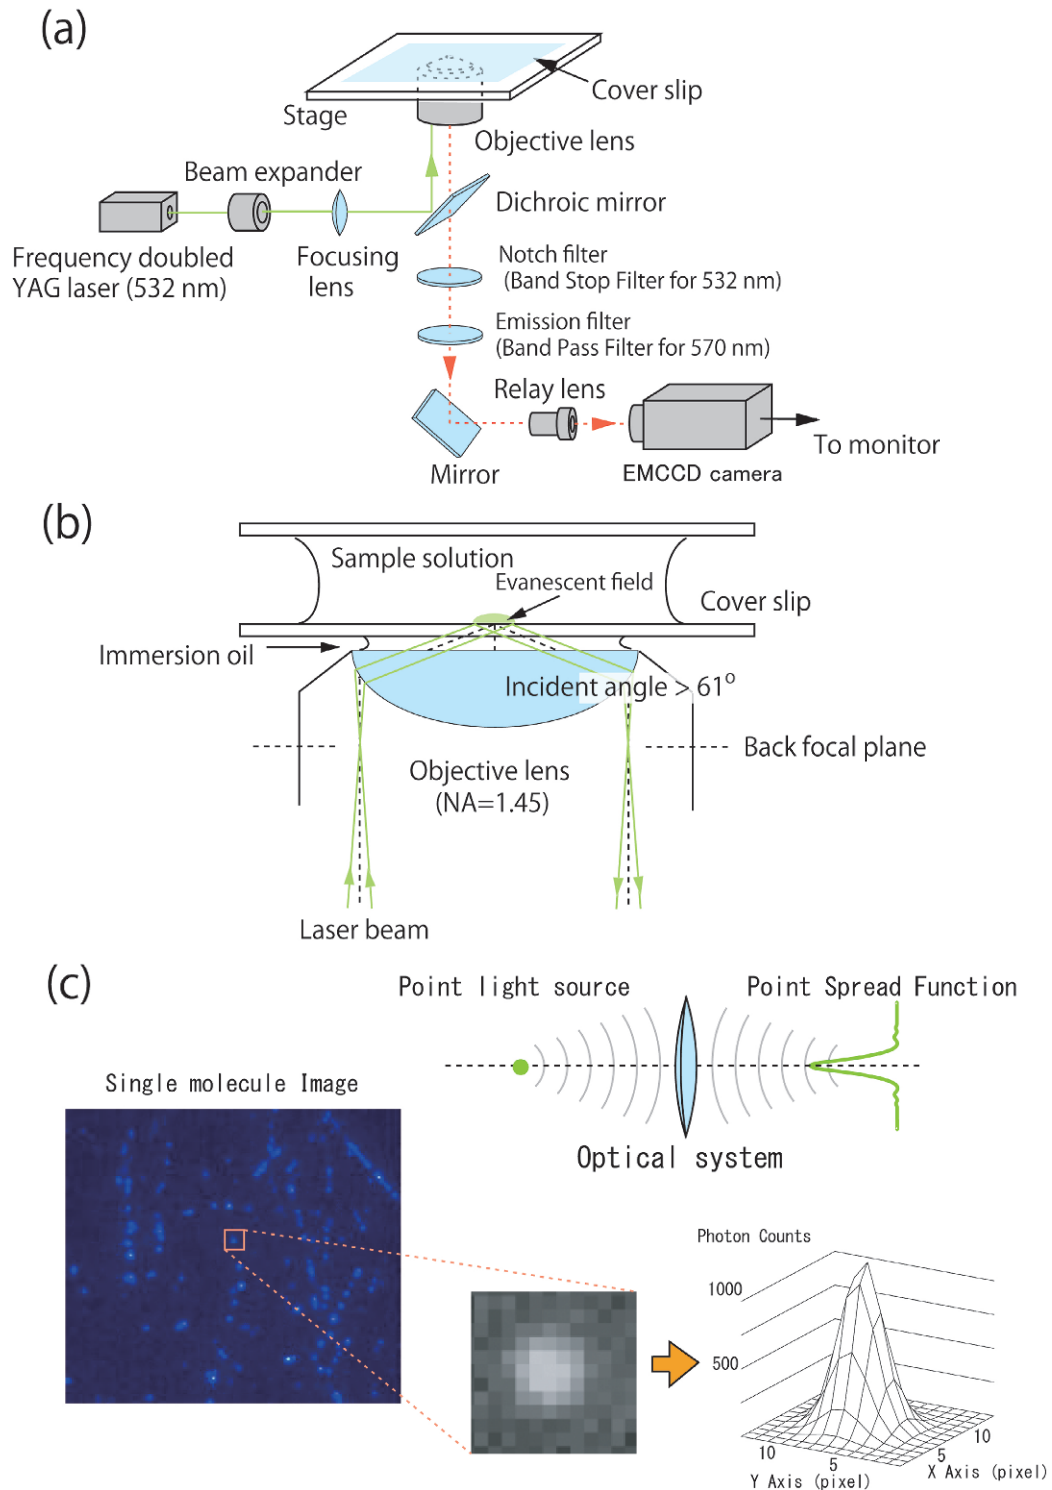 (a)
Cover slip
Stage
Objective lens
Beam expander
Dichroic mirror
Frequency doubled
YAG laser (532 nm)
Focusing
lens
Notch filter
(Band Stop Filter for 532 nm)
Emission filter
(Band Pass Filter for 570 nm)
Relay lens
Mirror
EMCCD camera
To monitor
(b)
Sample solution
Evanescent field
Cover slip
Immersion oil
Incident angle > 61°
Back focal plane
Objective lens
(NA=1.45)
Laser beam
(c)
Point light source
Point Spread Function
Optical system
Single molecule Image
Photon Counts
1000
500
10
5
Y Axis (pixel)
10
5
X Axis (pixel)